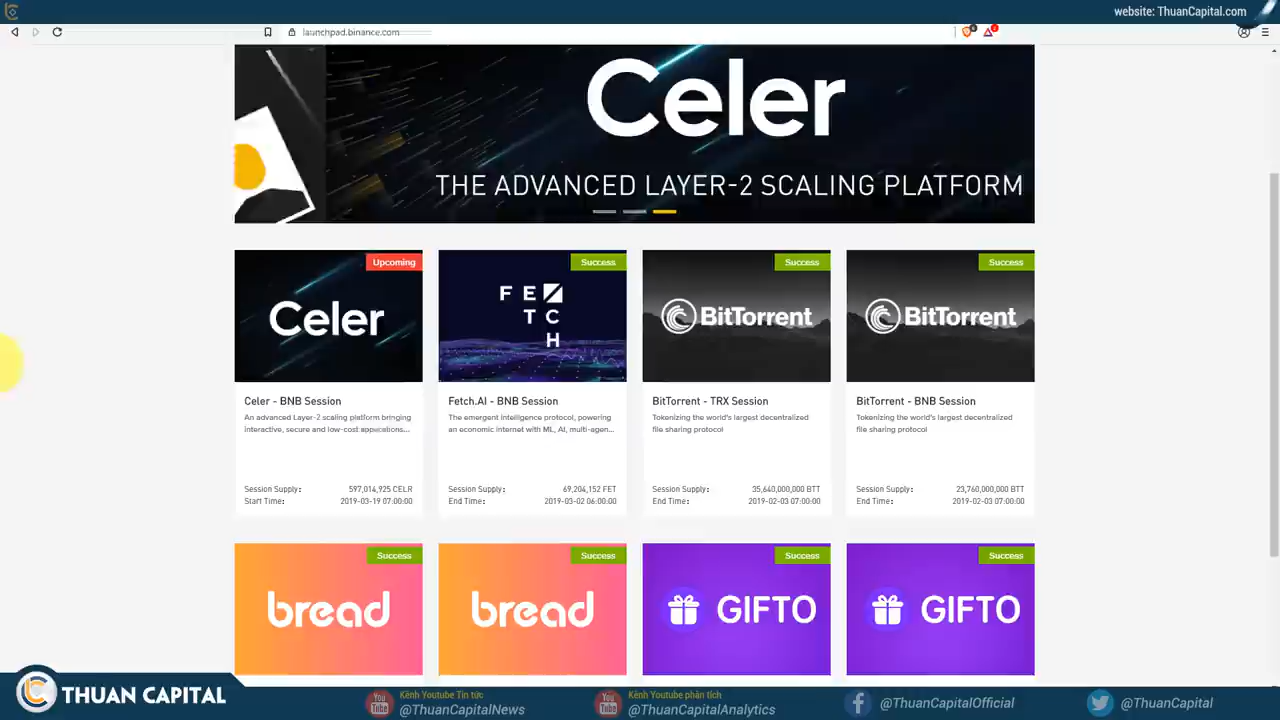 website: ThuanCapital.com
launchpad.binance.com
Celer
THE ADVANCED LAYER-2 SCALING PLATFORM
Upcoming
Celer
Celer - BNB Session
An advanced Layer-2 scaling platform bringing
interactive, secure and low-cost applications...
Session Supply: 597,014,925 CELR
Start Time: 2019-03-19 07:00:00
Success
FE
TC
H
Fetch.AI - BNB Session
The emergent intelligence protocol, powering
an economic internet with ML, AI, multi-agen...
Session Supply: 69,204,152 FET
End Time: 2019-03-02 06:00:00
Success
BitTorrent
BitTorrent - TRX Session
Tokenizing the world's largest decentralized
file sharing protocol
Session Supply: 35,640,000,000 BTT
End Time: 2019-02-03 07:00:00
Success
BitTorrent
BitTorrent - BNB Session
Tokenizing the world's largest decentralized
file sharing protocol
Session Supply: 23,760,000,000 BTT
End Time: 2019-02-03 07:00:00
Success
bread
Success
bread
Success
GIFTO
Success
GIFTO
THUAN CAPITAL
You Tube
Kênh Youtube Tin tức
@ThuanCapitalNews
You Tube
Kênh Youtube phân tích
@ThuanCapitalAnalytics
@ThuanCapitalOfficial
@ThuanCapital